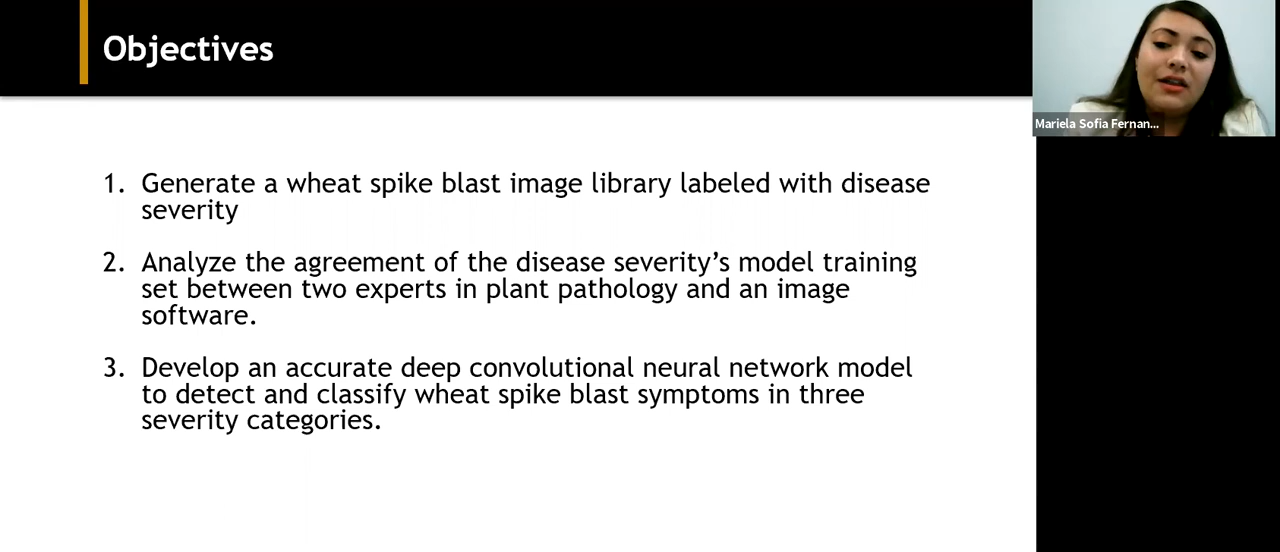 Objectives
Mariela Sofia Fernan...
1. Generate a wheat spike blast image library labeled with disease
severity
2. Analyze the agreement of the disease severity’s model training
set between two experts in plant pathology and an image
software.
3. Develop an accurate deep convolutional neural network model
to detect and classify wheat spike blast symptoms in three
severity categories.